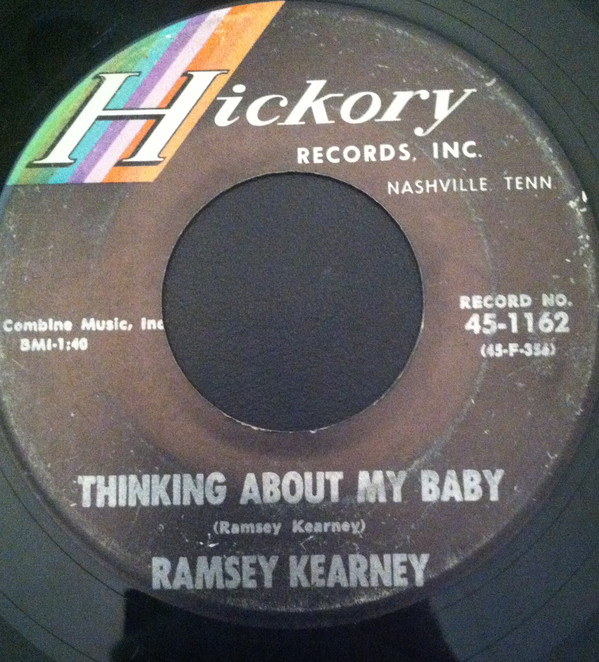 Hickory
RECORDS, INC.
NASHVILLE, TENN.
Combine Music, Inc
BMI-1:40
RECORD NO.
45-1162
(45-F-356)
THINKING ABOUT MY BABY
(Ramsey Kearney)
RAMSEY KEARNEY